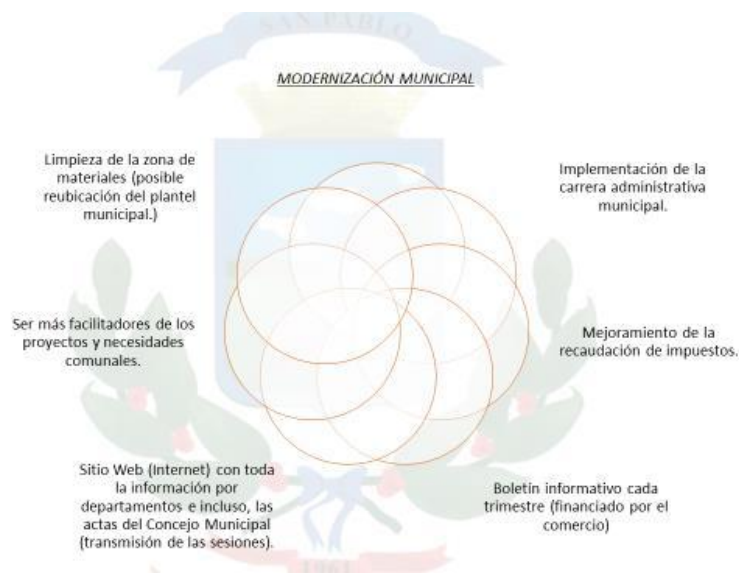 SAN PABLO
MODERNIZACIÓN MUNICIPAL
Limpieza de la zona de
materiales (posible
reubicación del plantel
municipal.)
Implementación de la
carrera administrativa
municipal.
Ser más facilitadores de los
proyectos y necesidades
comunales.
Mejoramiento de la
recaudación de impuestos.
Sitio Web (Internet) con toda
la información por
departamentos e incluso, las
actas del Concejo Municipal
(transmisión de las sesiones).
Boletín informativo cada
trimestre (financiado por el
comercio)
1961